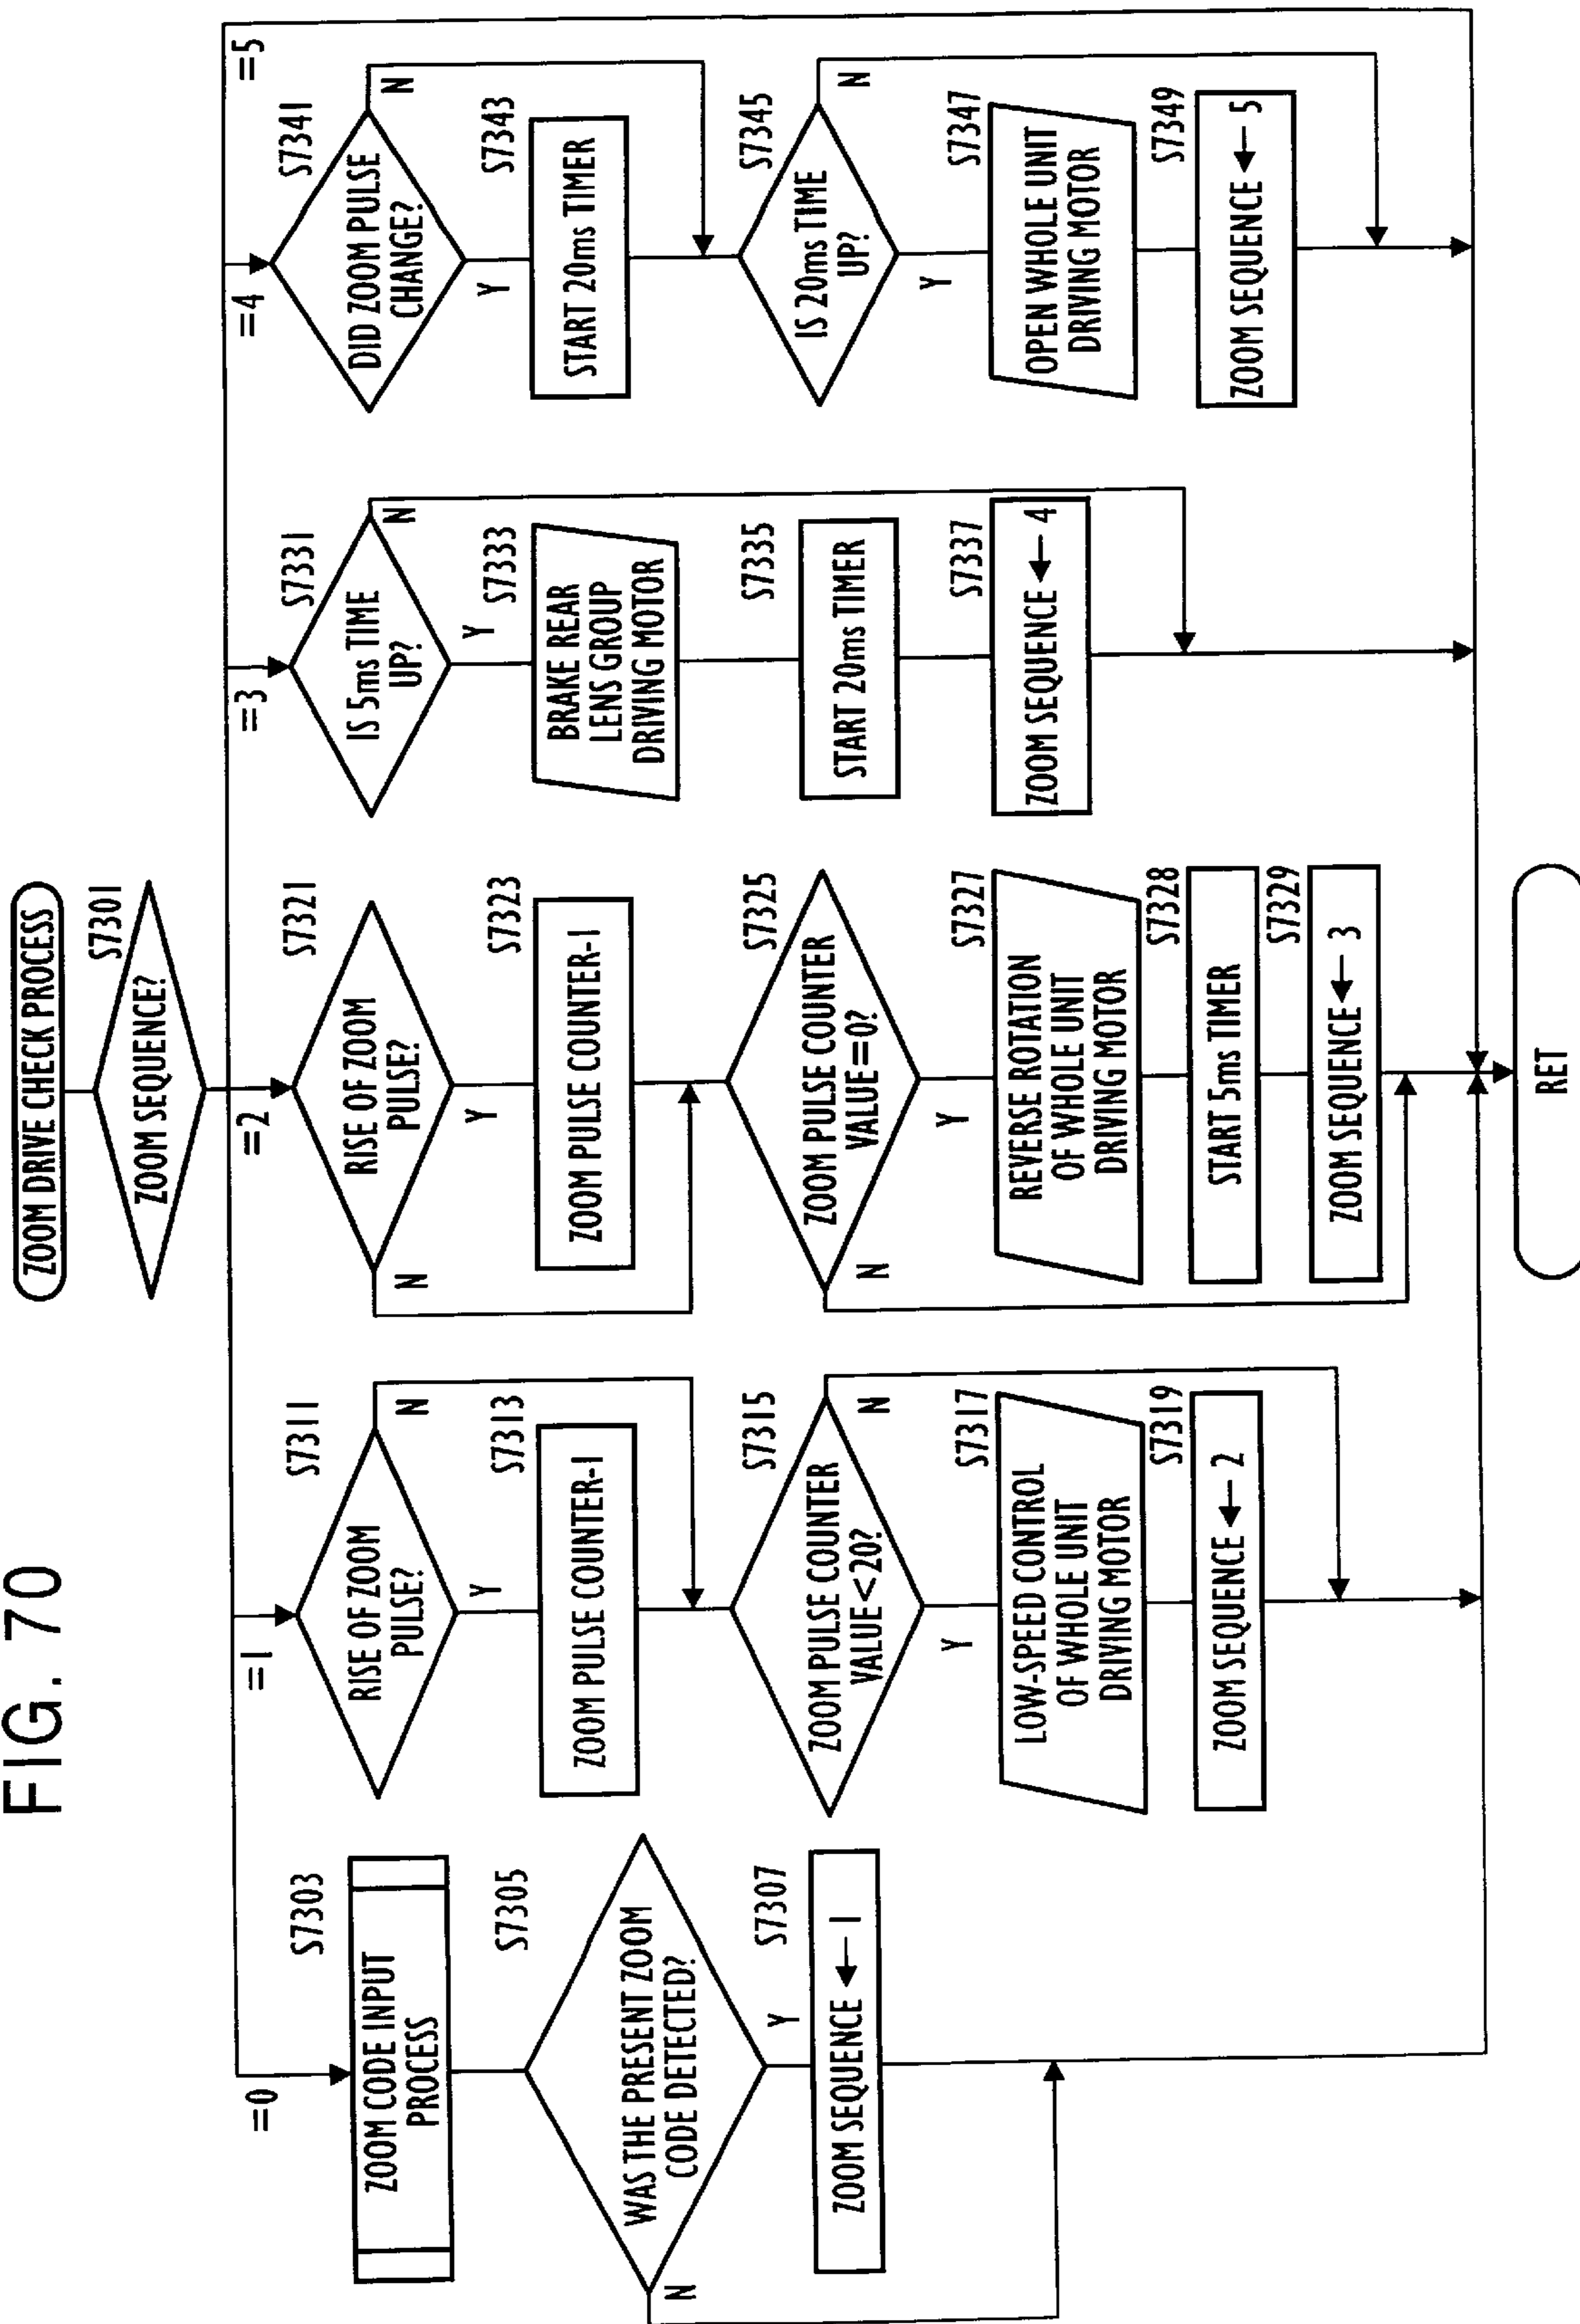 FIG. 70
ZOOM DRIVE CHECK PROCESS
S7301
ZOOM SEQUENCE?
=0
S7303
ZOOM CODE INPUT
PROCESS
S7305
WAS THE PRESENT ZOOM
CODE DETECTED?
N
Y
S7307
ZOOM SEQUENCE ← 1
=1
S7311
RISE OF ZOOM
PULSE?
N
Y
S7313
ZOOM PULSE COUNTER-1
S7315
ZOOM PULSE COUNTER
VALUE<20?
N
Y
S7317
LOW-SPEED CONTROL
OF WHOLE UNIT
DRIVING MOTOR
S7319
ZOOM SEQUENCE ← 2
=2
S7321
RISE OF ZOOM
PULSE?
N
Y
S7323
ZOOM PULSE COUNTER-1
S7325
ZOOM PULSE COUNTER
VALUE=0?
N
Y
S7327
REVERSE ROTATION
OF WHOLE UNIT
DRIVING MOTOR
S7328
START 5ms TIMER
S7329
ZOOM SEQUENCE ← 3
=3
S7331
IS 5ms TIME
UP?
N
Y
S7333
BRAKE REAR
LENS GROUP
DRIVING MOTOR
S7335
START 20ms TIMER
S7337
ZOOM SEQUENCE ← 4
=4
S7341
DID ZOOM PULSE
CHANGE?
N
Y
S7343
START 20ms TIMER
S7345
IS 20ms TIME
UP?
N
Y
S7347
OPEN WHOLE UNIT
DRIVING MOTOR
S7349
ZOOM SEQUENCE ← 5
=5
RET